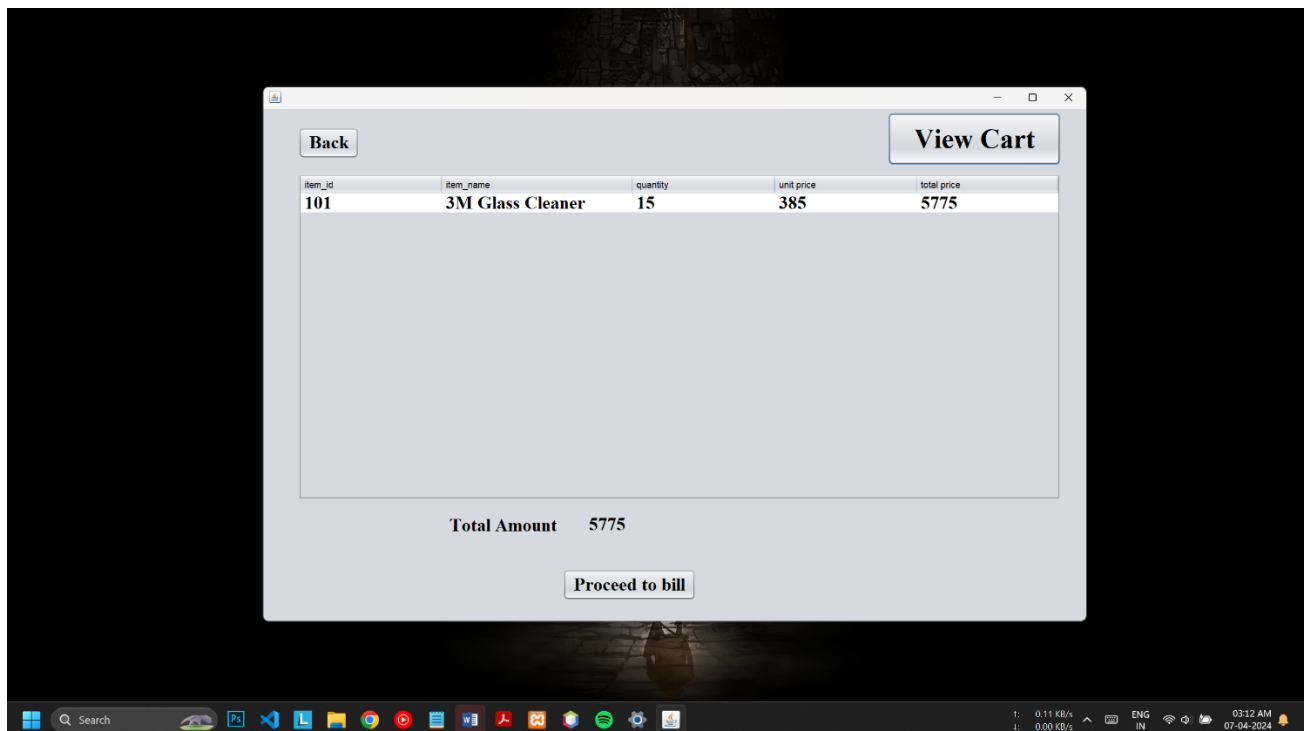 Back
View Cart
item_id item_name quantity unit price total price
101 3M Glass Cleaner 15 385 5775
Total Amount 5775
Proceed to bill
Search Ps L W ↑: 0.11 KB/s ENG 03:12 AM
↓: 0.00 KB/s IN 07-04-2024